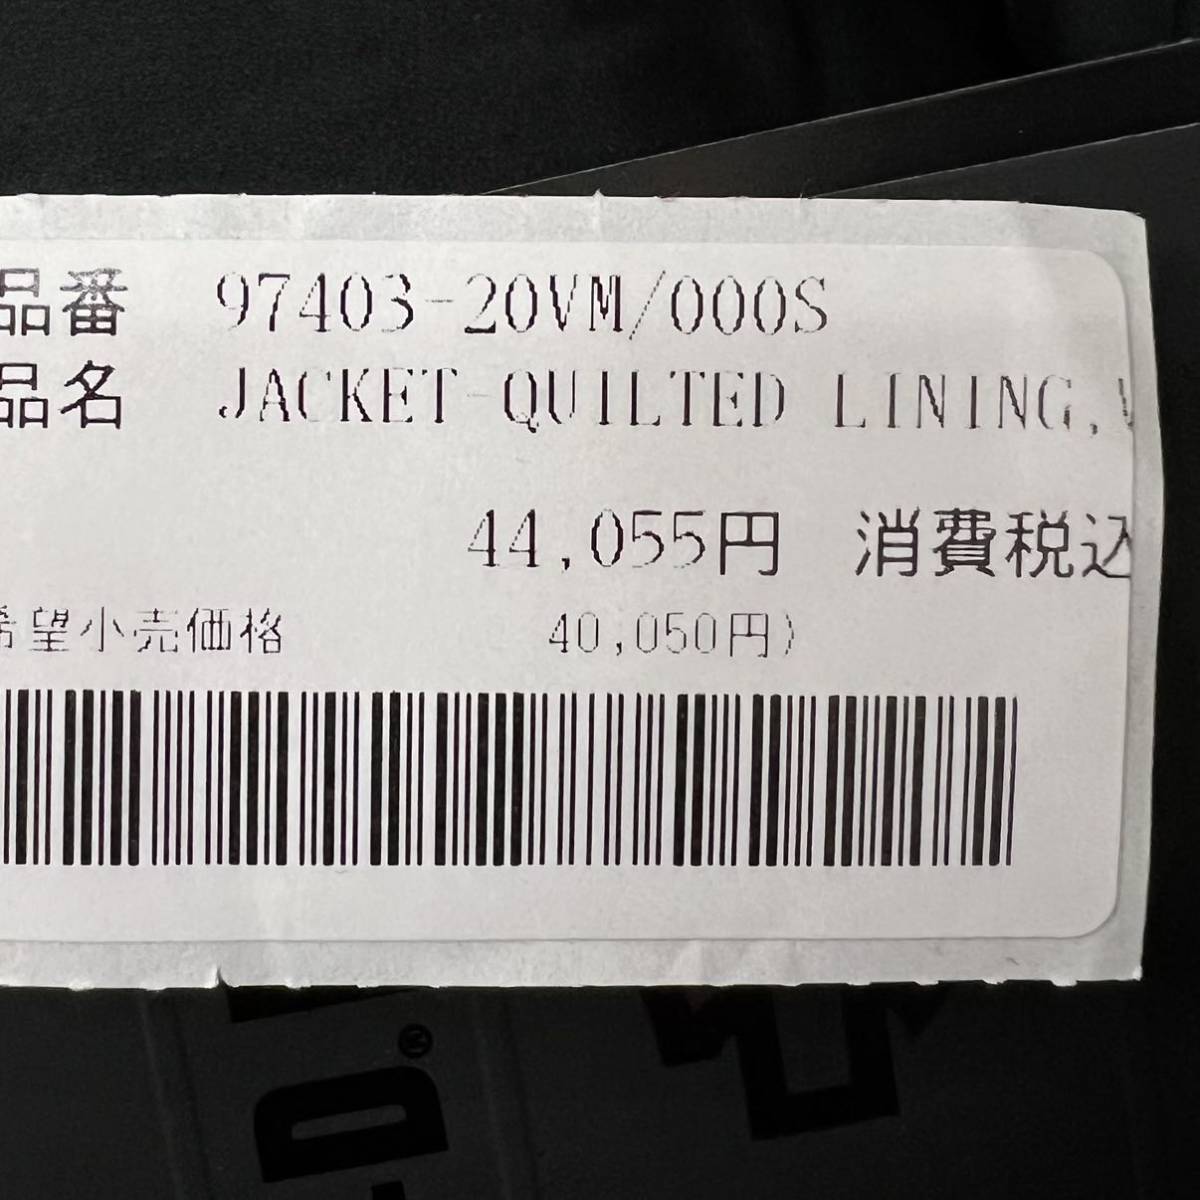 品番 97403-20VM/000S
品名 JACKET-QUILTED LINING,
44,055円 消費税込
希望小売価格 40,050円)
®